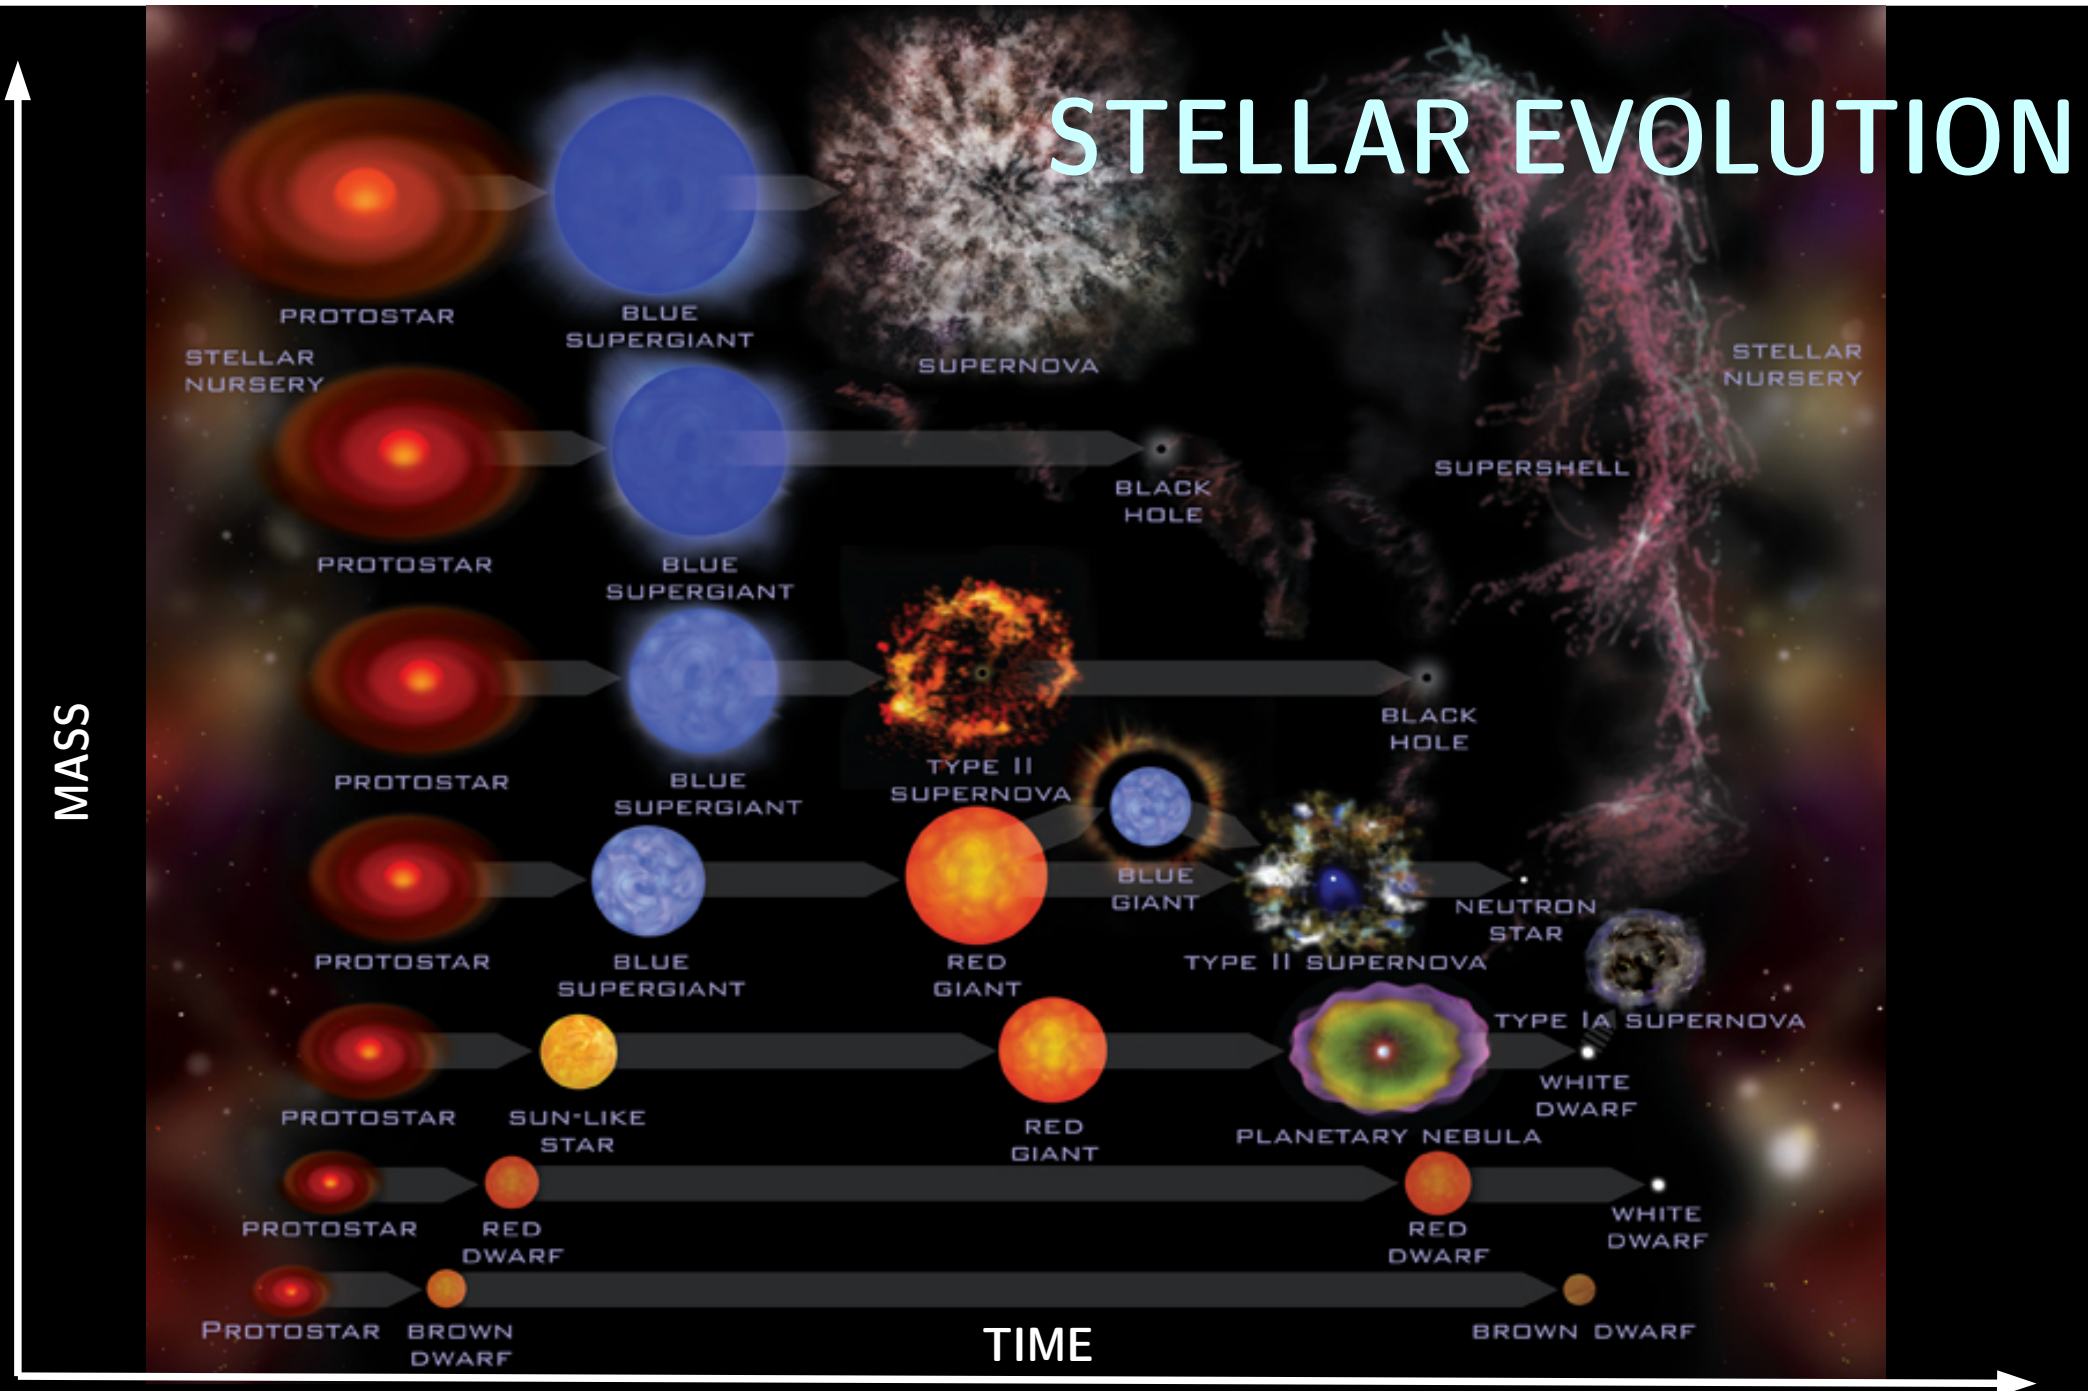 STELLAR EVOLUTION
PROTOSTAR
BLUE
SUPERGIANT
SUPERNOVA
STELLAR
NURSERY
STELLAR
NURSERY
PROTOSTAR
BLUE
SUPERGIANT
BLACK
HOLE
SUPERSHELL
PROTOSTAR
BLUE
SUPERGIANT
TYPE II
SUPERNOVA
BLACK
HOLE
MASS
PROTOSTAR
BLUE
SUPERGIANT
RED
GIANT
BLUE
GIANT
TYPE II SUPERNOVA
NEUTRON
STAR
PROTOSTAR
SUN-LIKE
STAR
RED
GIANT
PLANETARY NEBULA
TYPE IA SUPERNOVA
WHITE
DWARF
PROTOSTAR
RED
DWARF
RED
DWARF
WHITE
DWARF
PROTOSTAR
BROWN
DWARF
BROWN DWARF
TIME